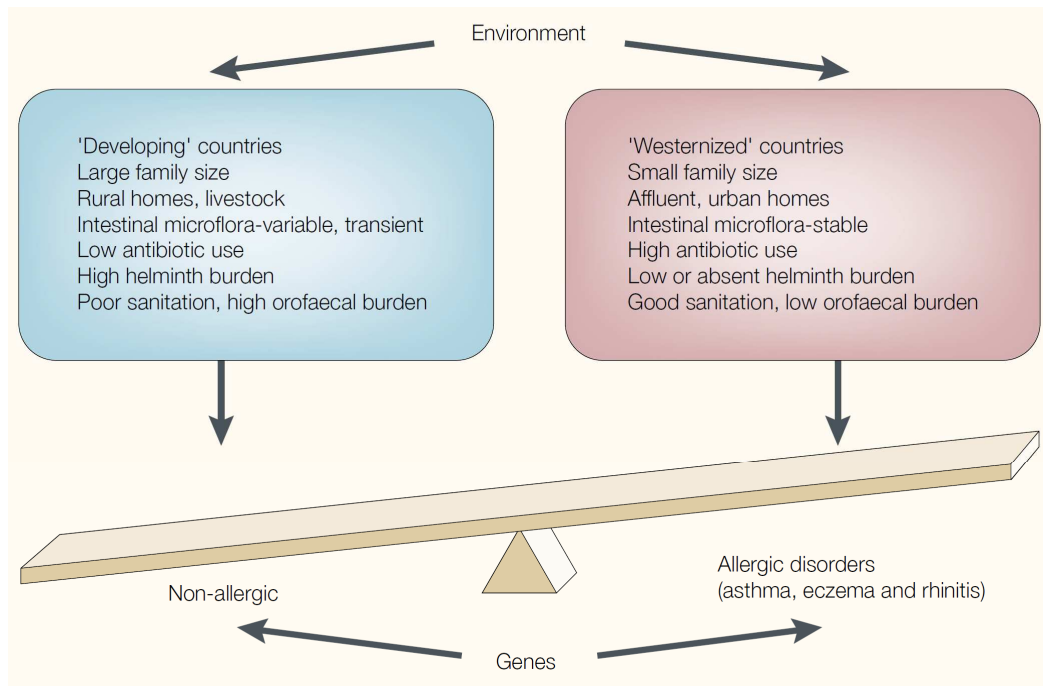 Environment
'Developing' countries
Large family size
Rural homes, livestock
Intestinal microflora-variable, transient
Low antibiotic use
High helminth burden
Poor sanitation, high orofaecal burden
'Westernized' countries
Small family size
Affluent, urban homes
Intestinal microflora-stable
High antibiotic use
Low or absent helminth burden
Good sanitation, low orofaecal burden
Non-allergic
Allergic disorders
(asthma, eczema and rhinitis)
Genes